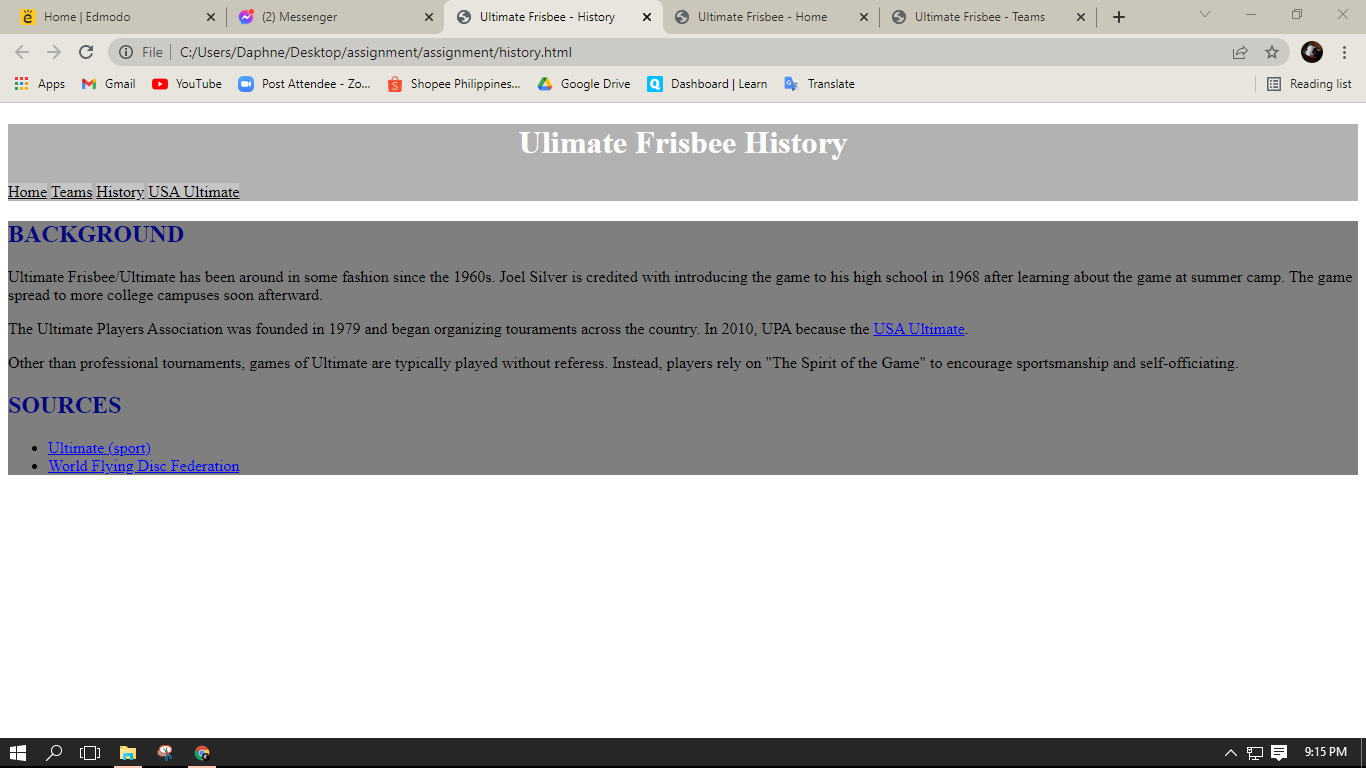 Home | Edmodo
(2) Messenger
Ultimate Frisbee - History
Ultimate Frisbee - Home
Ultimate Frisbee - Teams
File
C:/Users/Daphne/Desktop/assignment/assignment/history.html
Apps
Gmail
YouTube
Post Attendee - Zo...
Shopee Philippines...
Google Drive
Dashboard | Learn
Translate
Reading list
Ulimate Frisbee History
Home Teams History USA Ultimate
BACKGROUND
Ultimate Frisbee/Ultimate has been around in some fashion since the 1960s. Joel Silver is credited with introducing the game to his high school in 1968 after learning about the game at summer camp. The game
spread to more college campuses soon afterward.
The Ultimate Players Association was founded in 1979 and began organizing touraments across the country. In 2010, UPA because the USA Ultimate.
Other than professional tournaments, games of Ultimate are typically played without referess. Instead, players rely on "The Spirit of the Game" to encourage sportsmanship and self-officiating.
SOURCES
Ultimate (sport)
World Flying Disc Federation
9:15 PM